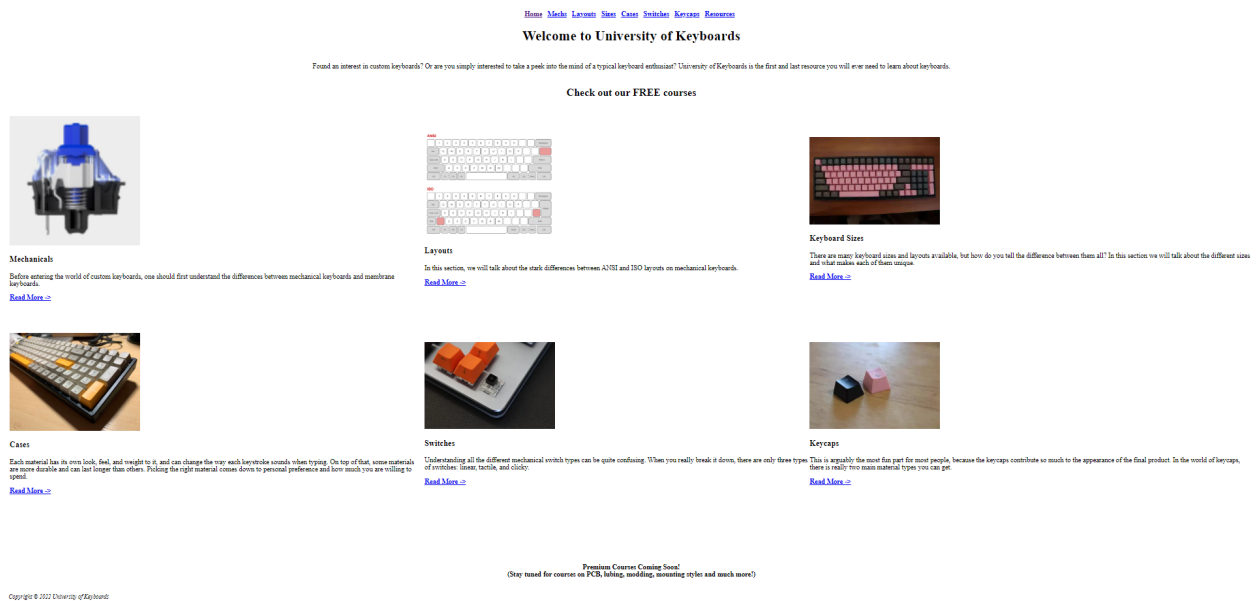 Home Mechs Layouts Sizes Cases Switches Keycaps Resources
Welcome to University of Keyboards
Found an interest in custom keyboards? Or are you simply interested to take a peek into the mind of a typical keyboard enthusiast? University of Keyboards is the first and last resource you will ever need to learn about keyboards.
Check out our FREE courses
Mechanicals
Before entering the world of custom keyboards, one should first understand the differences between mechanical keyboards and membrane
keyboards.
Read More ->
ANSI
ISO
Layouts
In this section, we will talk about the stark differences between ANSI and ISO layouts on mechanical keyboards.
Read More ->
Keyboard Sizes
There are many keyboard sizes and layouts available, but how do you tell the difference between them all? In this section we will talk about the different sizes
and what makes each of them unique.
Read More ->
Cases
Each material has its own look, feel, and weight to it, and can change the way each keystroke sounds when typing. On top of that, some materials
are more durable and can last longer than others. Picking the right material comes down to personal preference and how much you are willing to
spend.
Read More ->
Switches
Understanding all the different mechanical switch types can be quite confusing. When you really break it down, there are only three types
of switches: linear, tactile, and clicky.
Read More ->
Keycaps
This is arguably the most fun part for most people, because the keycaps contribute so much to the appearance of the final product. In the world of keycaps,
there is really two main material types you can get.
Read More ->
Premium Courses Coming Soon!
(Stay tuned for courses on PCB, lubing, modding, mounting styles and much more!)
Copyright © 2022 University of Keyboards